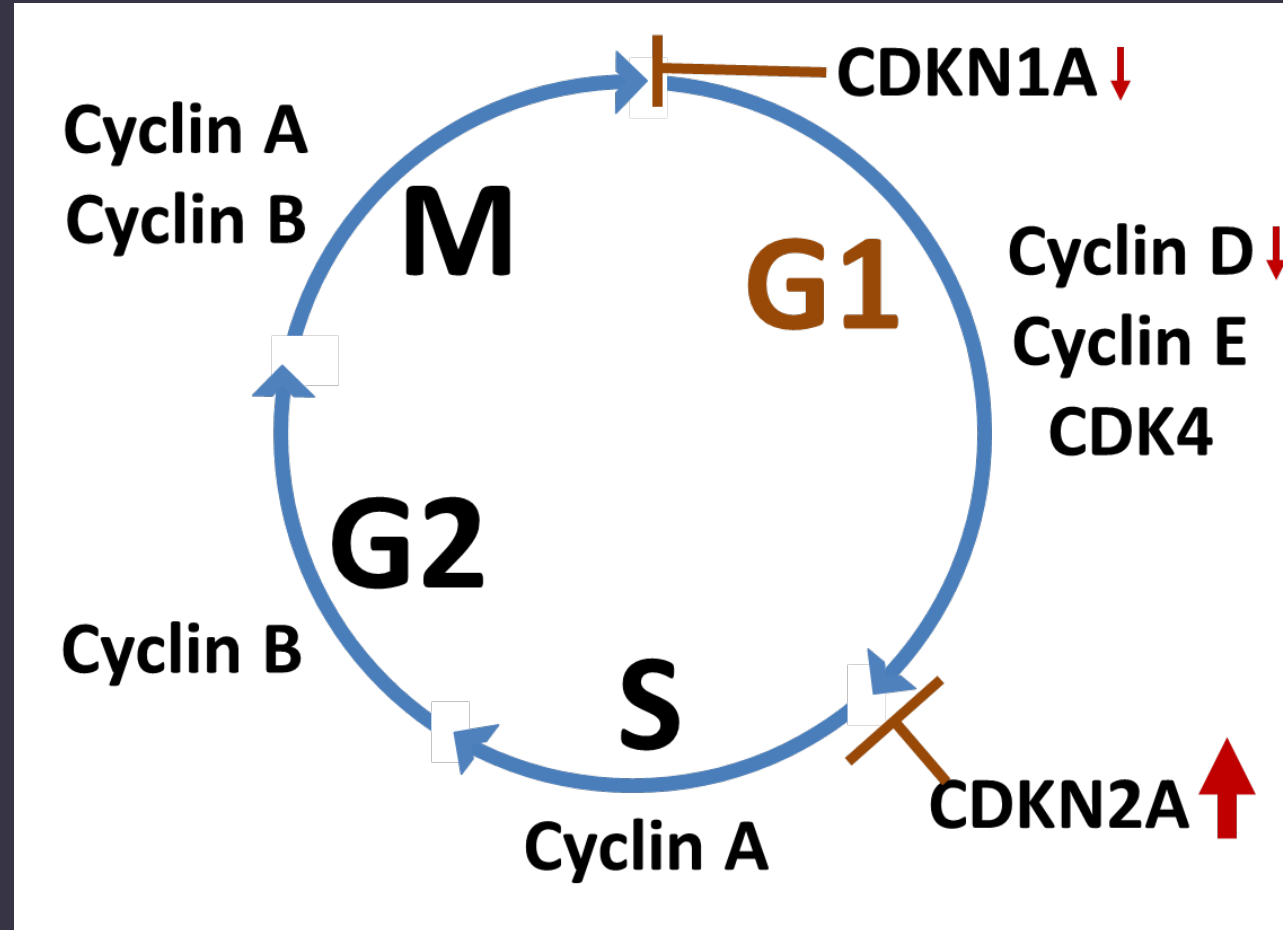 CDKN1A
Cyclin A
Cyclin B
M
G1
Cyclin D
Cyclin E
CDK4
G2
Cyclin B
S
CDKN2A
Cyclin A